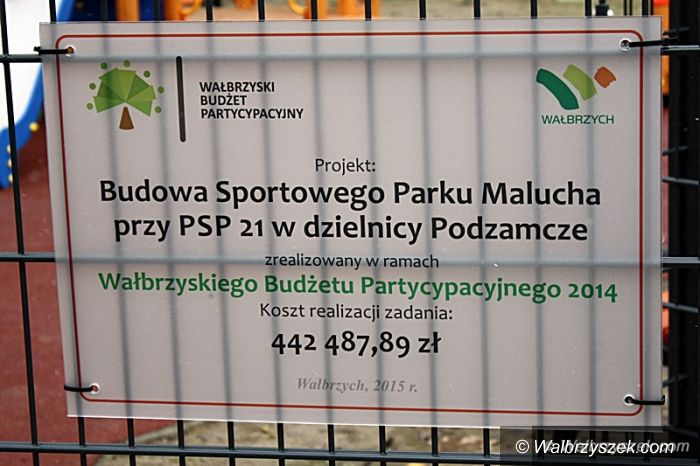 WAŁBRZYSKI
BUDŻET
PARTYCYPACYJNY
WAŁBRZYCH
Projekt:
Budowa Sportowego Parku Malucha
przy PSP 21 w dzielnicy Podzamcze
zrealizowany w ramach
Wałbrzyskiego Budżetu Partycypacyjnego 2014
Koszt realizacji zadania:
442 487,89 zł
Wałbrzych, 2015 r.
© Walbrzyszek.com